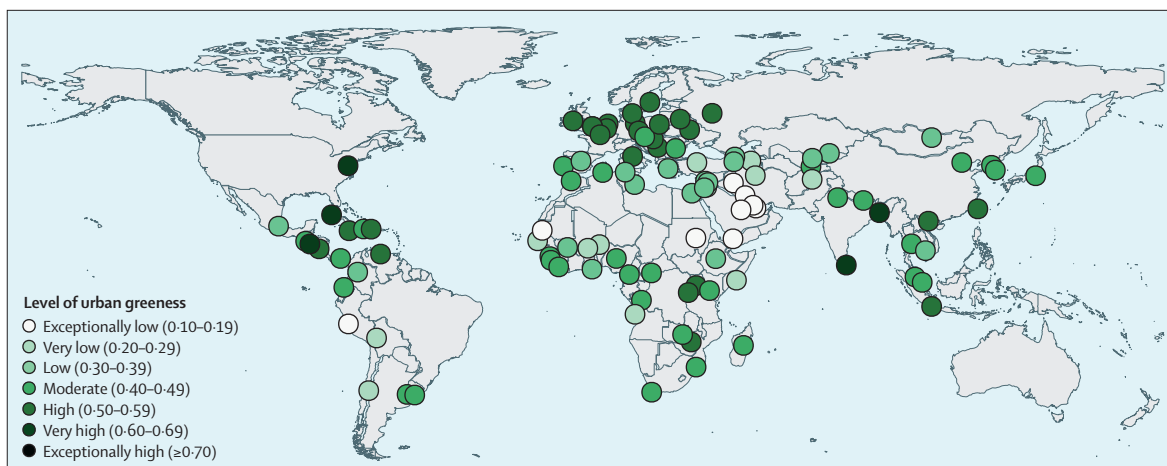 Level of urban greeness
Exceptionally low (0·10–0·19)
Very low (0·20–0·29)
Low (0·30–0·39)
Moderate (0·40–0·49)
High (0·50–0·59)
Very high (0·60–0·69)
Exceptionally high (≥0·70)